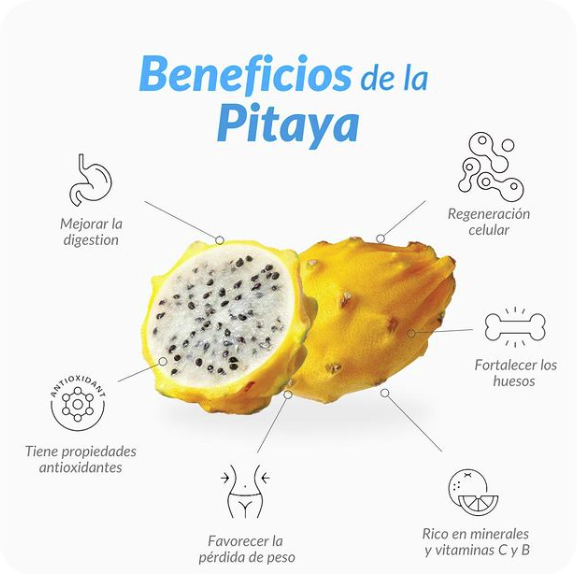 Beneficios de la
Pitaya
Mejorar la
digestion
Regeneración
celular
Fortalecer los
huesos
ANTIOXIDANT
Tiene propiedades
antioxidantes
Favorecer la
pérdida de peso
Rico en minerales
y vitaminas C y B